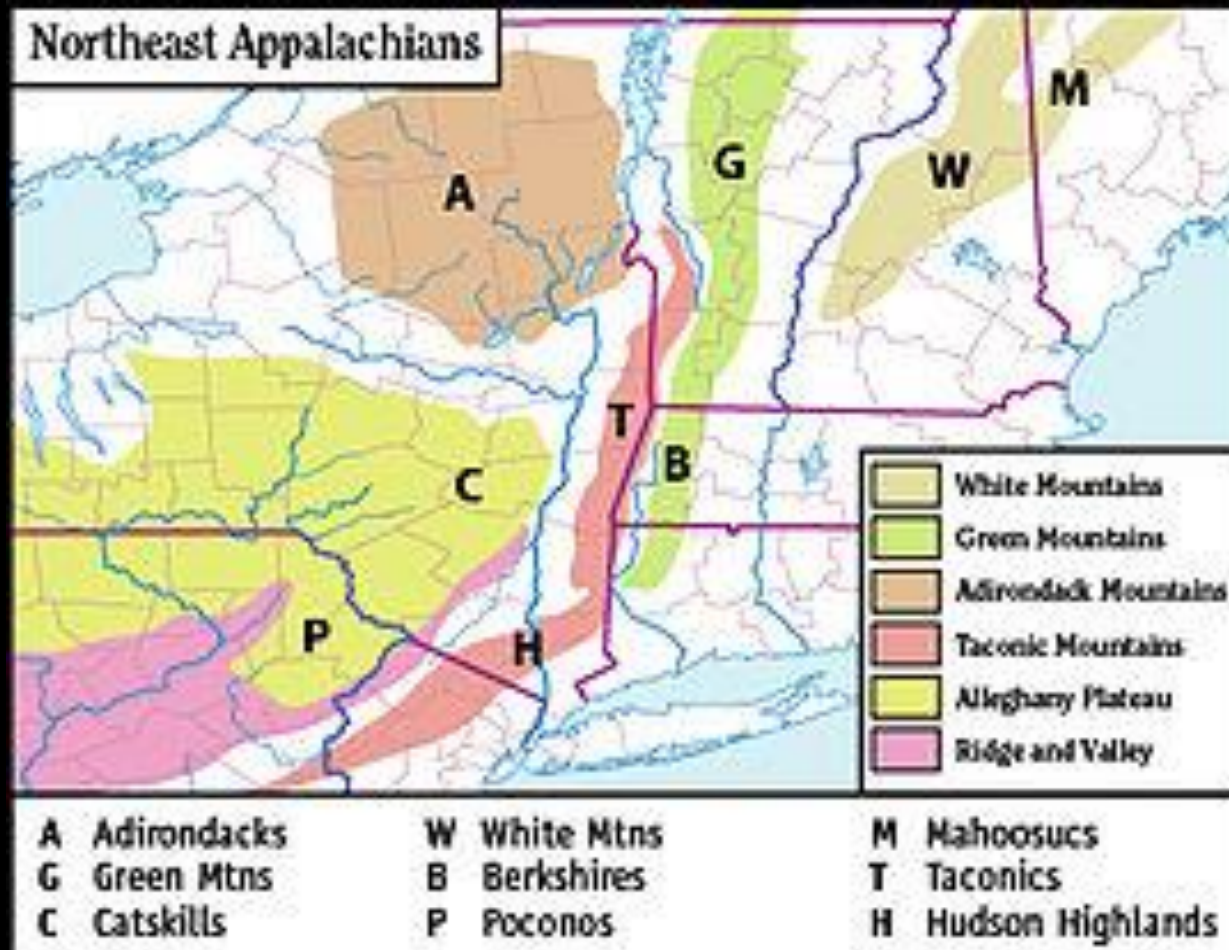 Northeast Appalachians
M
G
W
A
T
B
C
P
H
White Mountains
Green Mountains
Adirondack Mountains
Taconic Mountains
Alleghany Plateau
Ridge and Valley
A Adirondacks W White Mtns M Mahoosucs
G Green Mtns B Berkshires T Taconics
C Catskills P Poconos H Hudson Highlands